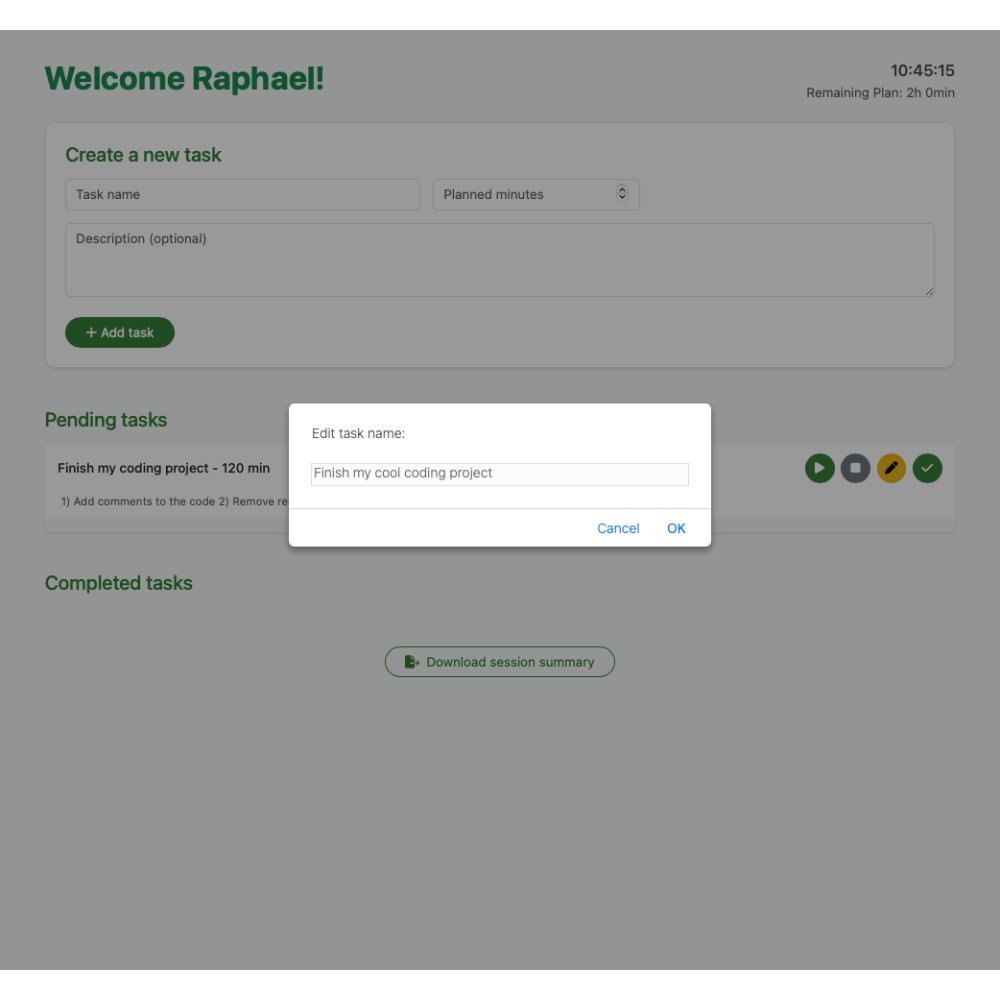 Welcome Raphael!
10:45:15
Remaining Plan: 2h 0min
Create a new task
Task name
Planned minutes
Description (optional)
+ Add task
Pending tasks
Finish my coding project - 120 min
1) Add comments to the code 2) Remove
Edit task name:
Finish my cool coding project
Cancel
OK
Completed tasks
Download session summary